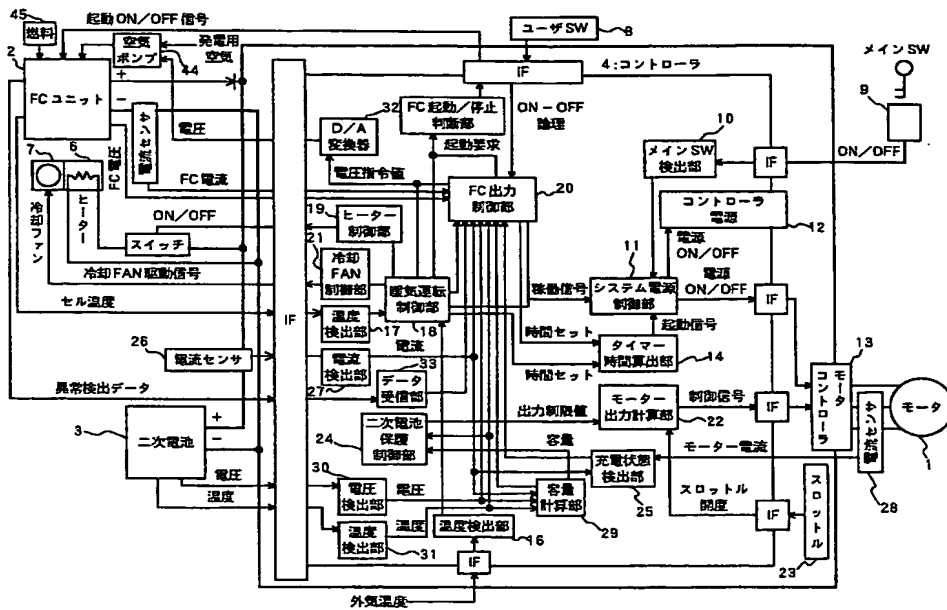 45
起動ON/OFF信号
燃料
2
空気
ポンプ
発電用
空気
44
FCユニット
+
−
電圧
電流センサ
FC電圧
7
6
ヒーター
冷却ファン
ON/OFF
スイッチ
冷却FAN駆動信号
セル温度
26
電流センサ
異常検出データ
3
二次電池
+
−
電圧
温度
IF
ユーザSW
8
IF
4:コントローラ
32
FC起動/停止
判断部
D/A
変換器
ON−OFF
論理
起動要求
電圧指令値
FC電流
FC出力
制御部
20
19
ヒーター
制御部
21
冷却
FAN
制御部
暖気運転
制御部
18
温度
検出部
17
電流
電流
検出部
27
33
データ
受信部
24
二次電池
保護
制御部
30
電圧
検出部
電圧
温度
検出部
31
温度
温度検出部
16
IF
外気温度
容量
計算部
29
容量
充電状態
検出部
25
出力制限値
モーター
出力計算部
22
制御信号
モーター電流
スロットル
開度
IF
スロットル
23
メインSW
9
ON/OFF
IF
10
メインSW
検出部
コントローラ
電源
12
電源
ON/OFF
11
システム電源
制御部
電源
ON/OFF
IF
稼働信号
起動信号
時間セット
時間セット
タイマー
時間算出部
14
IF
13
モータ
コントローラ
電流センサ
28
モータ
1